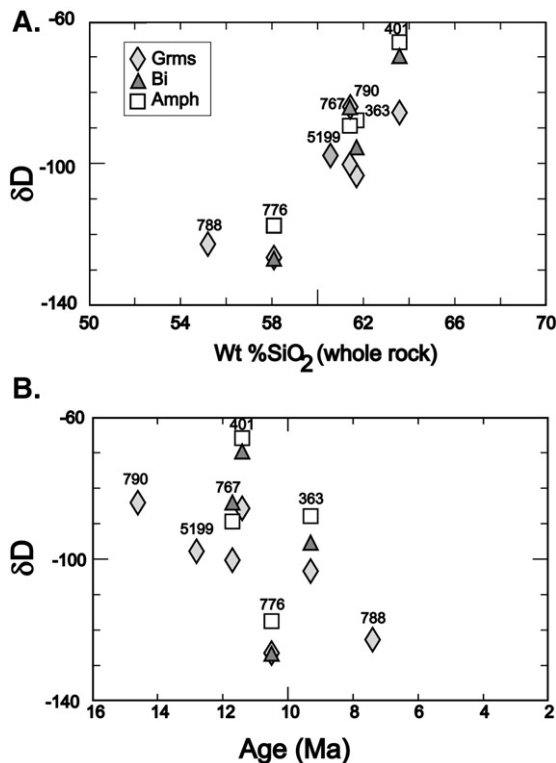 A.
-60
401
Grms
Bi
Amph
790
767
363
5199
δD
-100
788
776
-140
50 54 58 62 66 70
Wt %SiO₂ (whole rock)
B.
-60
401
790
767
363
5199
δD
-100
776
788
-140
16 14 12 10 8 6 4 2
Age (Ma)